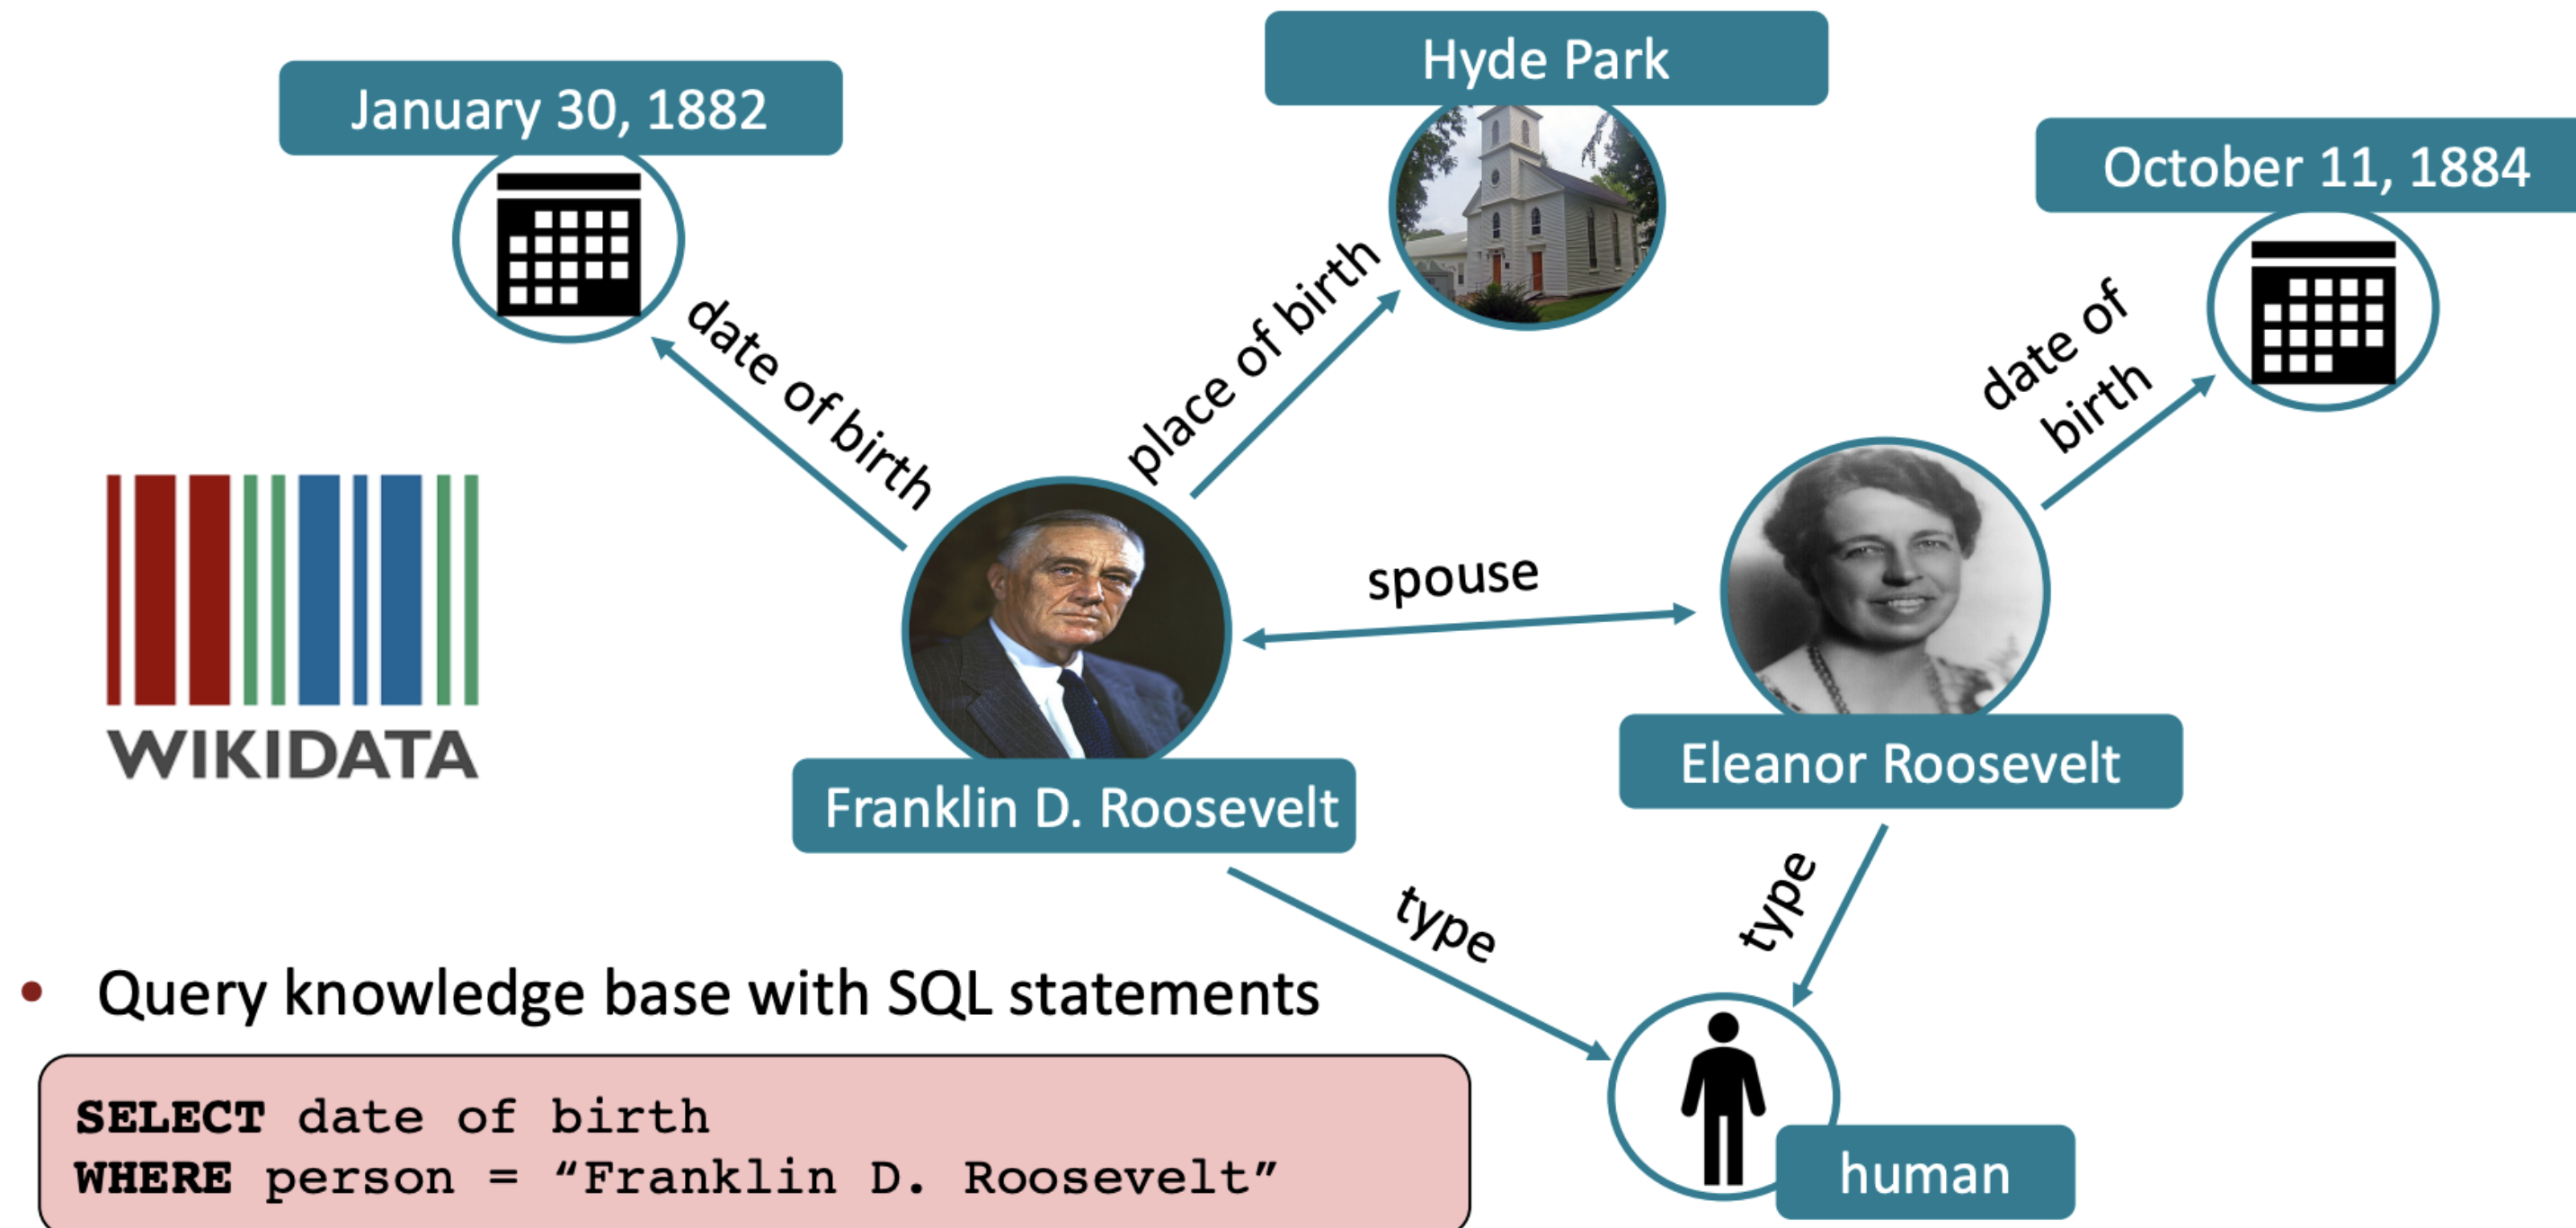 Hyde Park
January 30, 1882
October 11, 1884
date of birth
place of birth
date of
birth
spouse
WIKIDATA
Eleanor Roosevelt
Franklin D. Roosevelt
type
type
• Query knowledge base with SQL statements
SELECT date of birth
WHERE person = “Franklin D. Roosevelt”
human